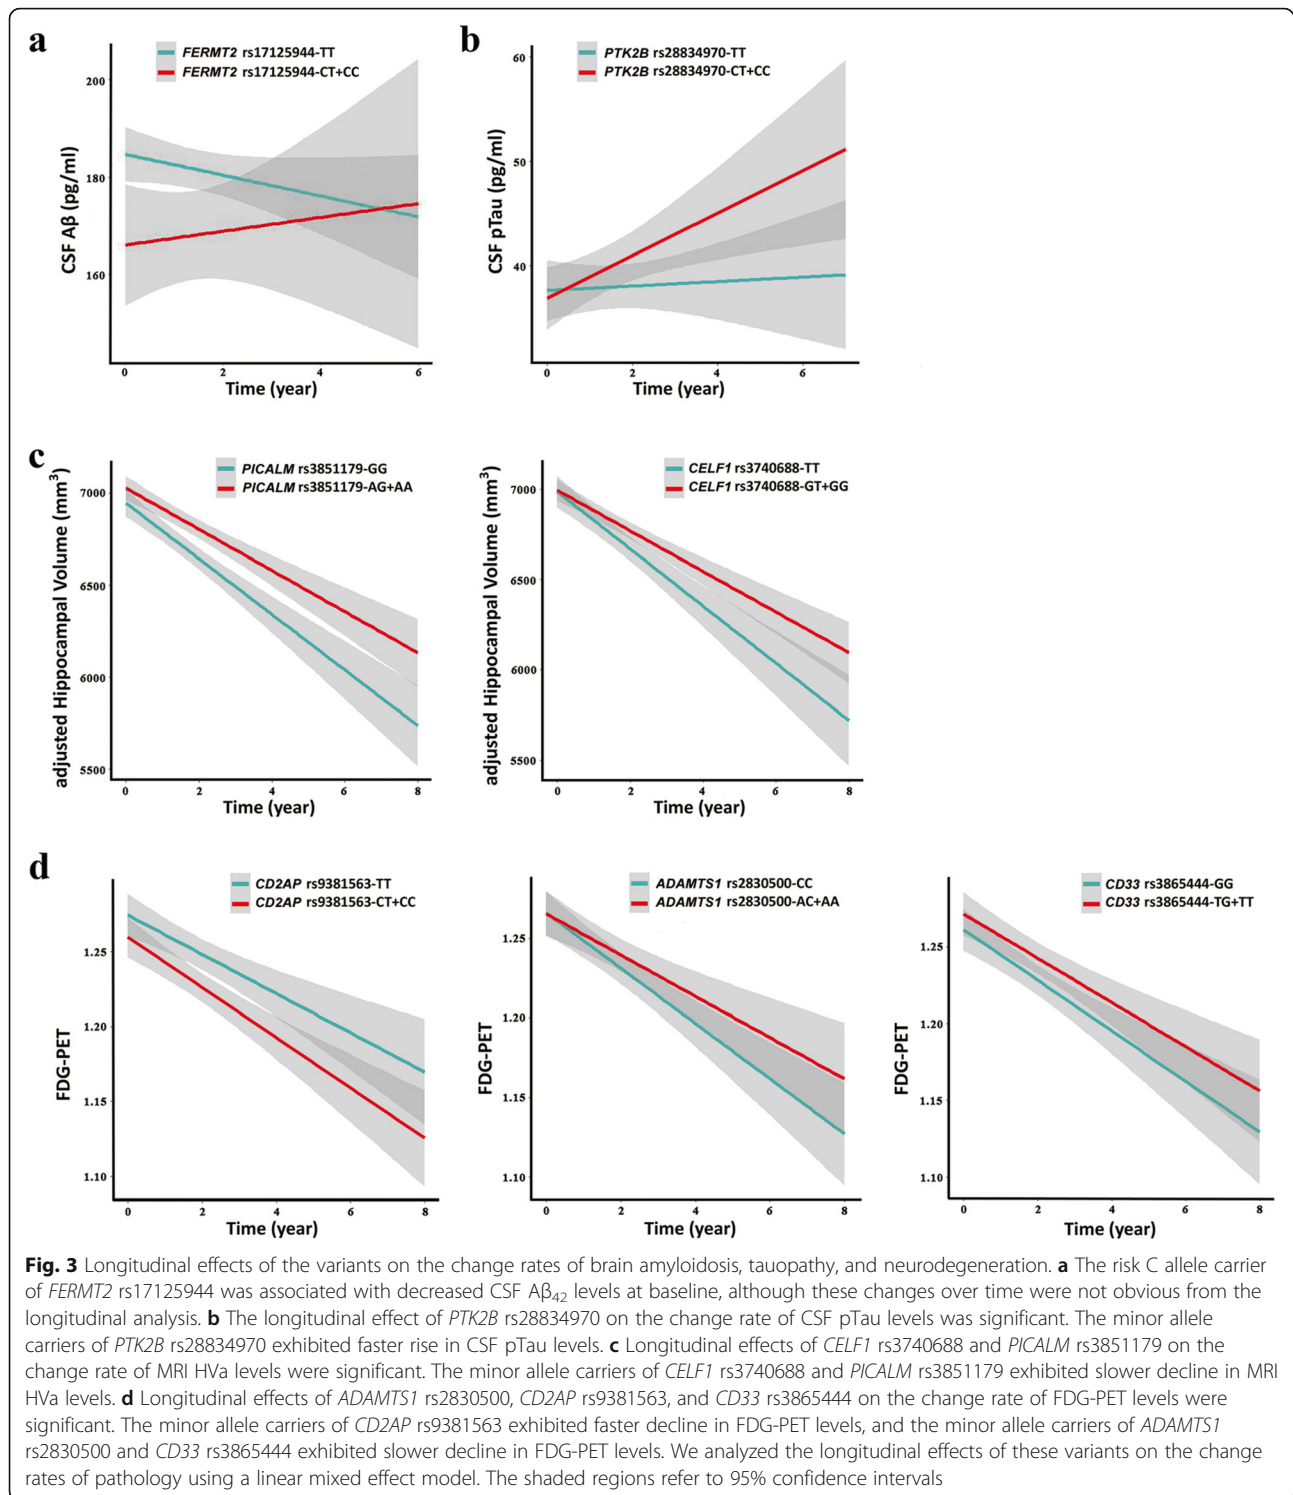 a
FERMT2 rs17125944-TT
FERMT2 rs17125944-CT+CC
200
180
160
CSF Aβ (pg/ml)
0 2 4 6
Time (year)
b
PTK2B rs28834970-TT
PTK2B rs28834970-CT+CC
60
50
40
CSF pTau (pg/ml)
0 2 4 6
Time (year)
c
PICALM rs3851179-GG
PICALM rs3851179-AG+AA
7000
6500
6000
5500
adjusted Hippocampal Volume (mm³)
0 2 4 6 8
Time (year)
CELF1 rs3740688-TT
CELF1 rs3740688-GT+GG
7000
6500
6000
5500
adjusted Hippocampal Volume (mm³)
0 2 4 6 8
Time (year)
d
CD2AP rs9381563-TT
CD2AP rs9381563-CT+CC
1.25
1.20
1.15
1.10
FDG-PET
0 2 4 6 8
Time (year)
ADAMTS1 rs2830500-CC
ADAMTS1 rs2830500-AC+AA
1.25
1.20
1.15
1.10
FDG-PET
0 2 4 6 8
Time (year)
CD33 rs3865444-GG
CD33 rs3865444-TG+TT
1.25
1.20
1.15
1.10
FDG-PET
0 2 4 6 8
Time (year)
Fig. 3 Longitudinal effects of the variants on the change rates of brain amyloidosis, tauopathy, and neurodegeneration. a The risk C allele carrier
of FERMT2 rs17125944 was associated with decreased CSF Aβ₄₂ levels at baseline, although these changes over time were not obvious from the
longitudinal analysis. b The longitudinal effect of PTK2B rs28834970 on the change rate of CSF pTau levels was significant. The minor allele
carriers of PTK2B rs28834970 exhibited faster rise in CSF pTau levels. c Longitudinal effects of CELF1 rs3740688 and PICALM rs3851179 on the
change rate of MRI HVa levels were significant. The minor allele carriers of CELF1 rs3740688 and PICALM rs3851179 exhibited slower decline in MRI
HVa levels. d Longitudinal effects of ADAMTS1 rs2830500, CD2AP rs9381563, and CD33 rs3865444 on the change rate of FDG-PET levels were
significant. The minor allele carriers of CD2AP rs9381563 exhibited faster decline in FDG-PET levels, and the minor allele carriers of ADAMTS1
rs2830500 and CD33 rs3865444 exhibited slower decline in FDG-PET levels. We analyzed the longitudinal effects of these variants on the change
rates of pathology using a linear mixed effect model. The shaded regions refer to 95% confidence intervals